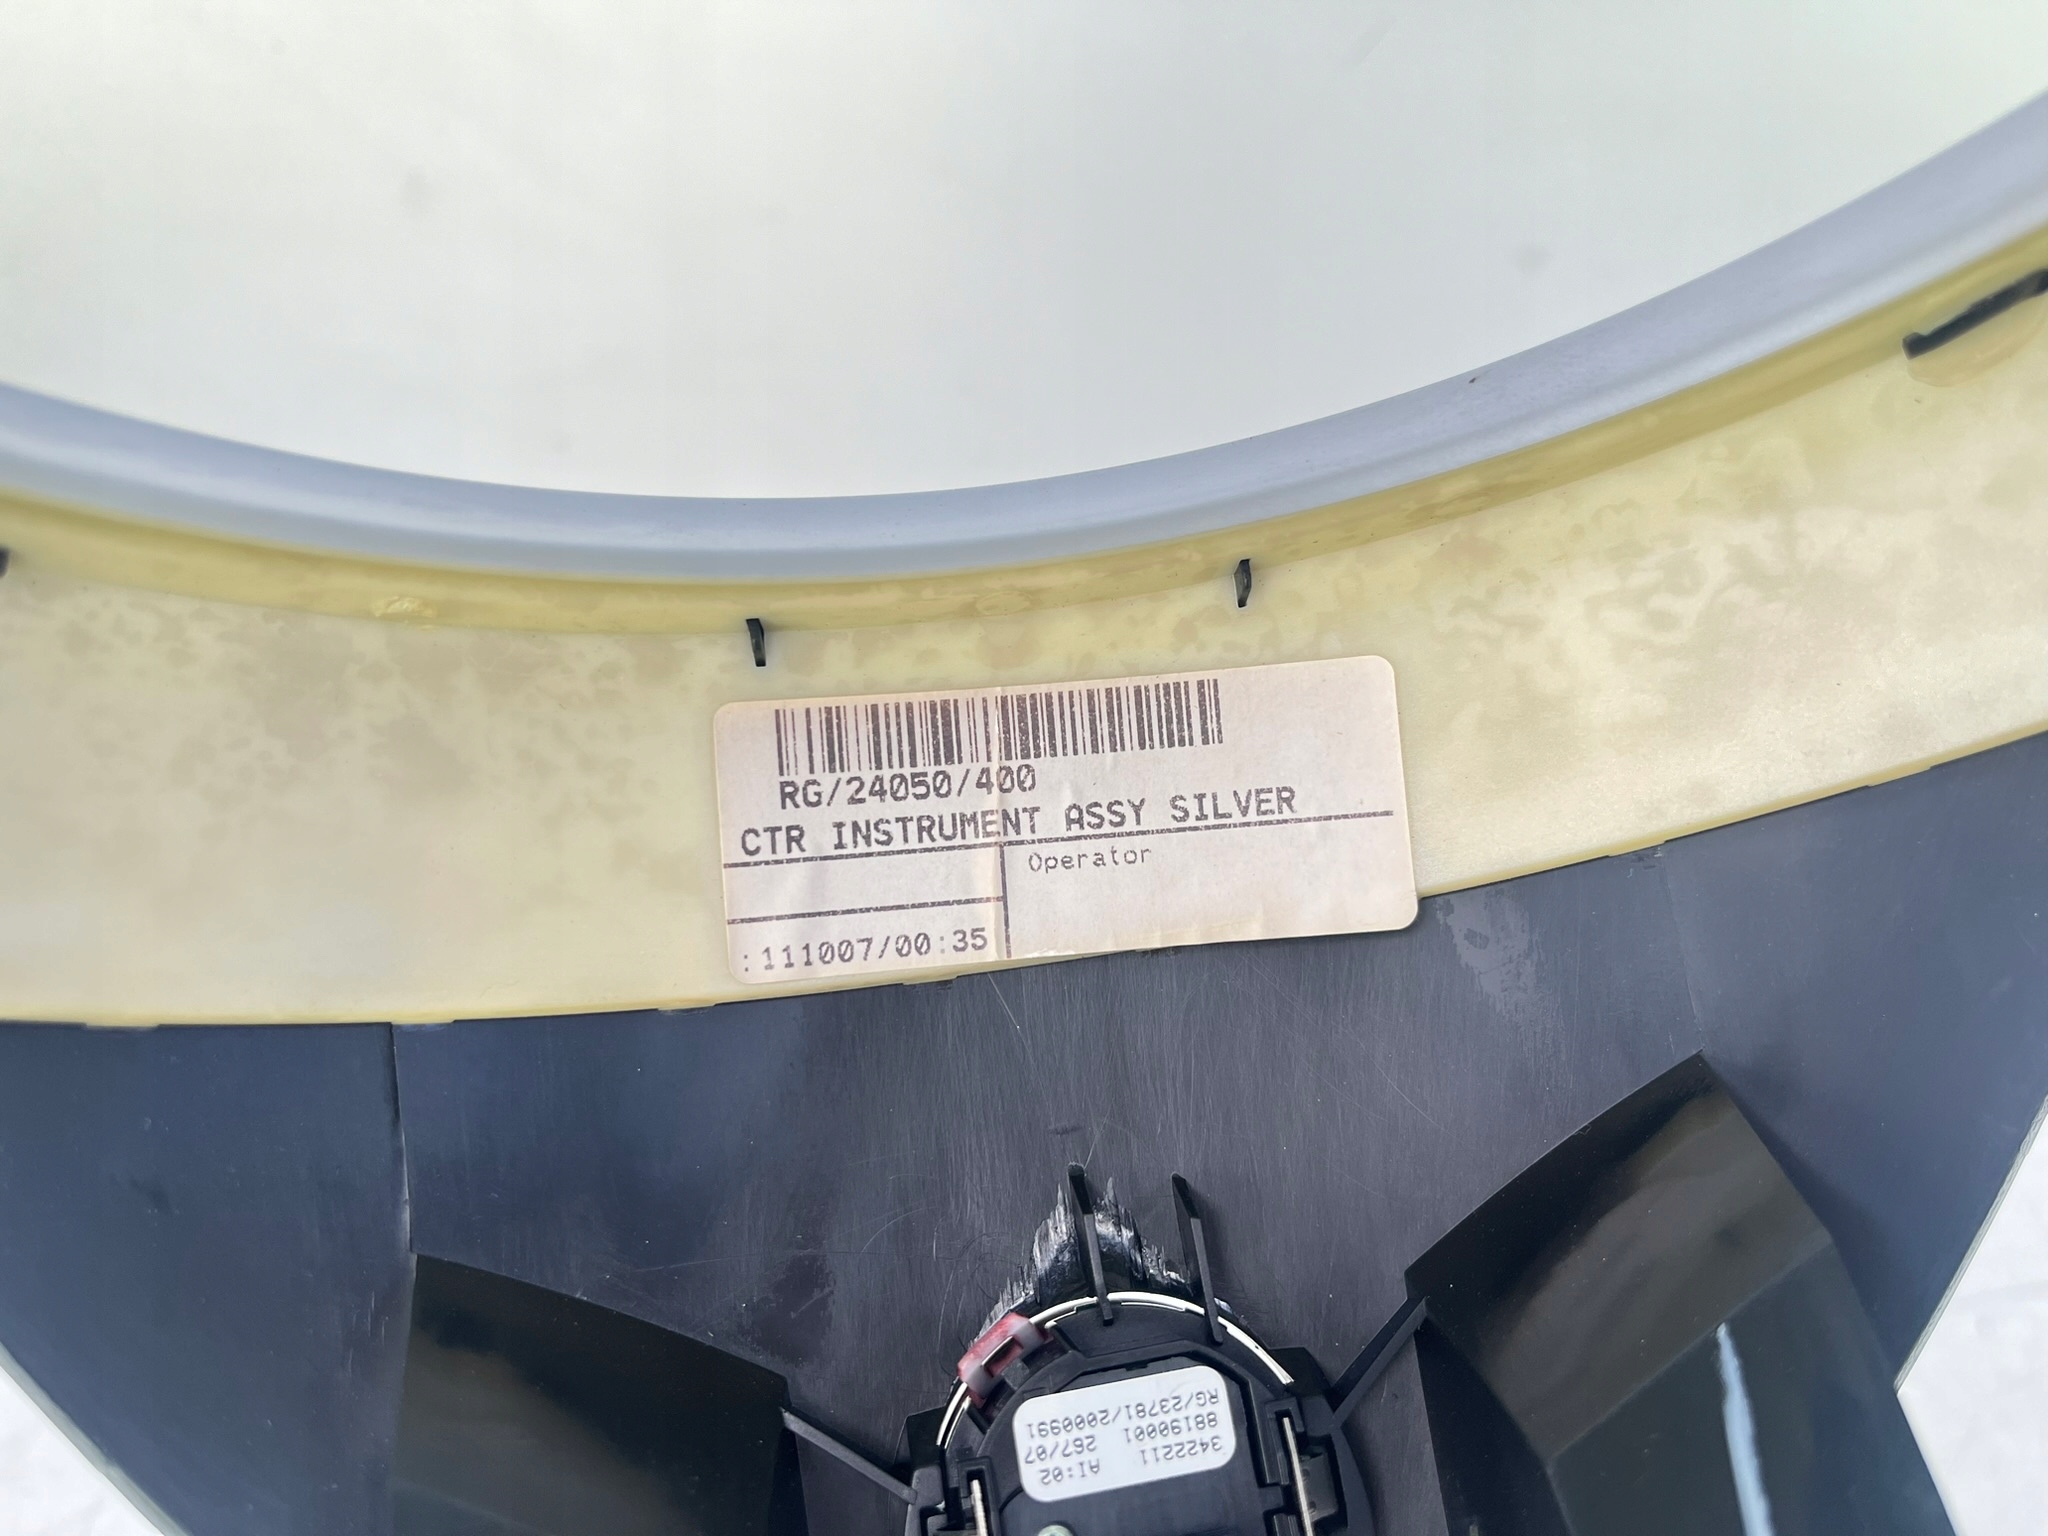 RG/24050/400
CTR INSTRUMENT ASSY SILVER
Operator
:111007/00:35
3422211 AI:02
88190001 267/07
RG/23781/2000991